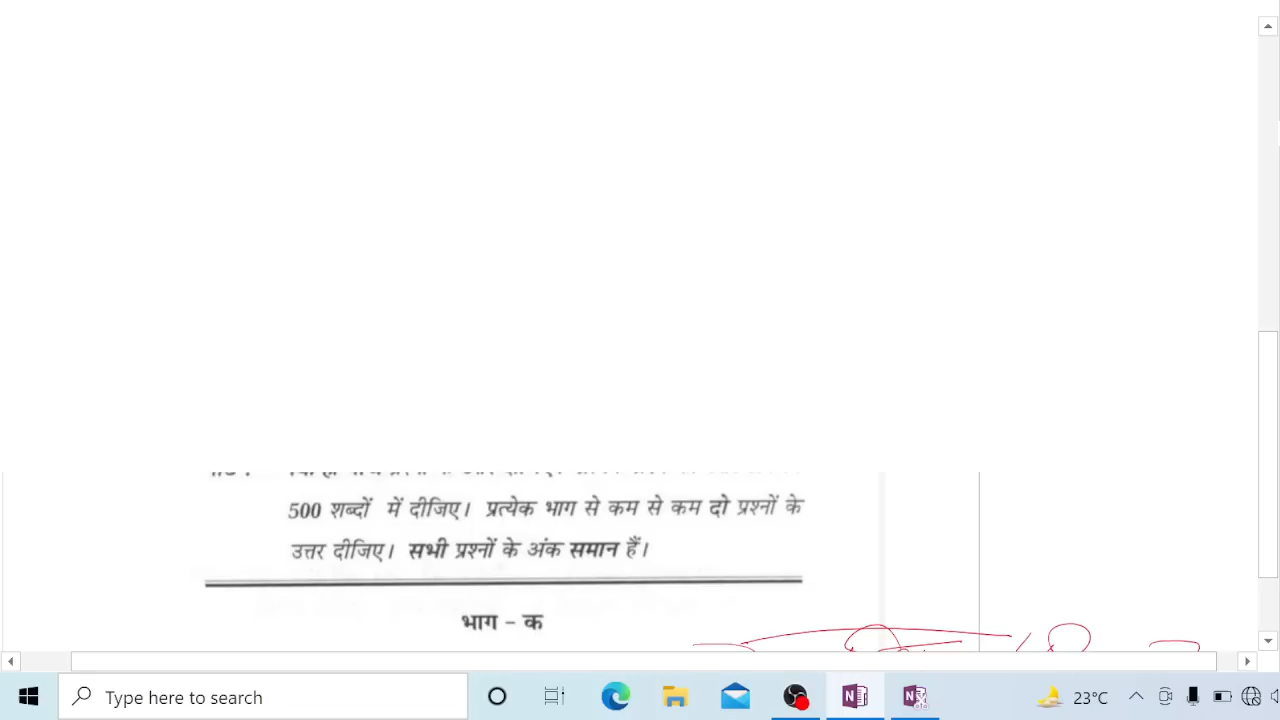 500 शब्दों में दीजिए। प्रत्येक भाग से कम से कम दो प्रश्नों के
उत्तर दीजिए। सभी प्रश्नों के अंक समान हैं।
भाग - क
Type here to search
23°C